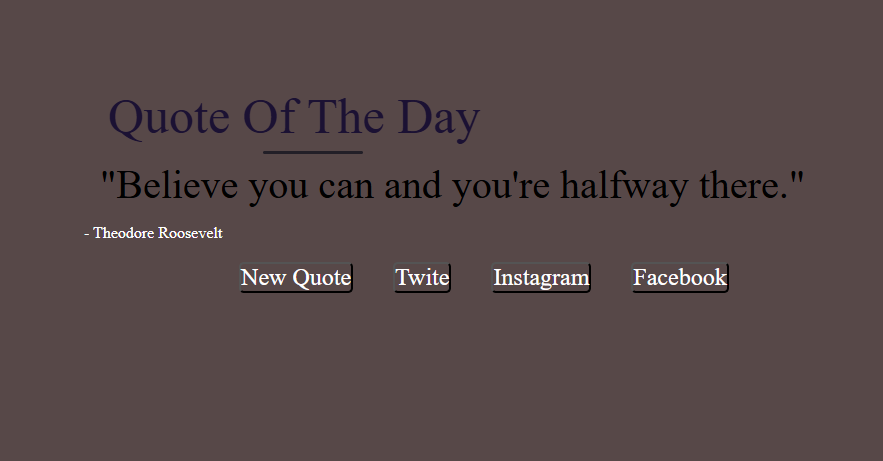 Quote Of The Day
"Believe you can and you're halfway there."
- Theodore Roosevelt
New Quote Twite Instagram Facebook